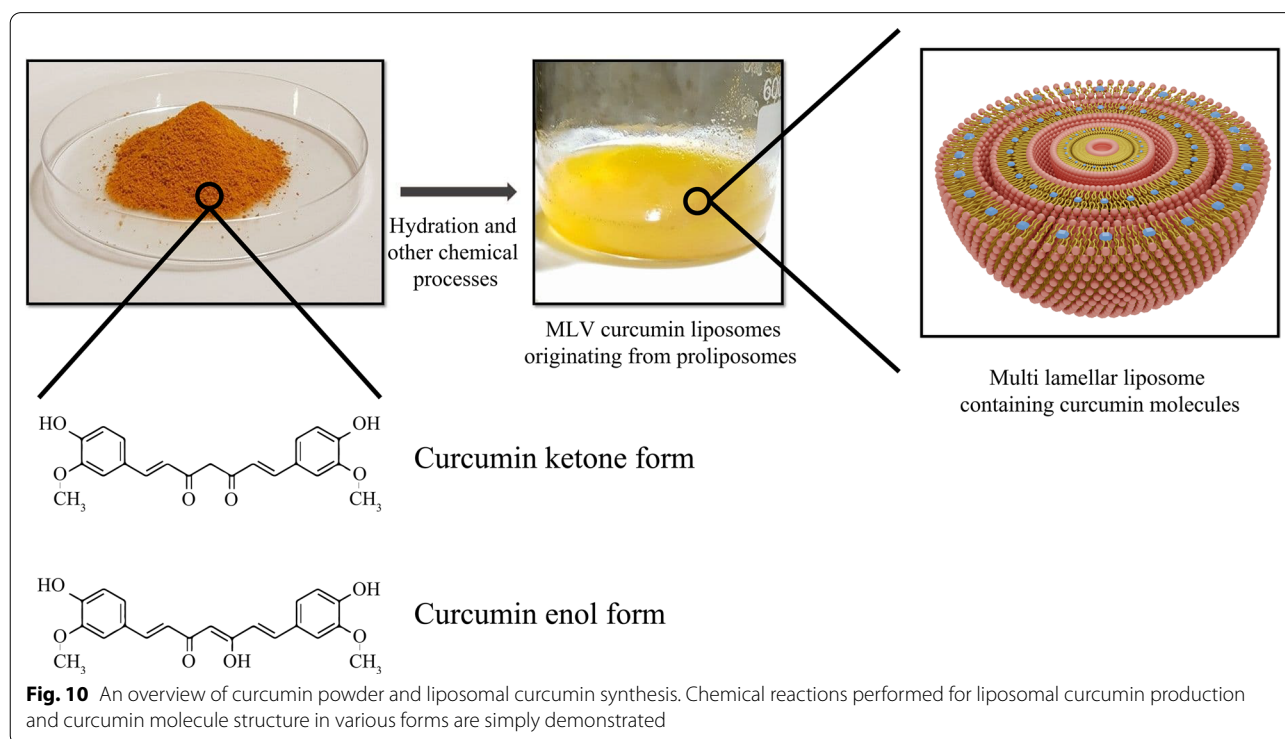 Hydration and
other chemical
processes
MLV curcumin liposomes
originating from proliposomes
Multi lamellar liposome
containing curcumin molecules
HO
OH
O
O
CH3
O
O
CH3
Curcumin ketone form
HO
OH
O
O
CH3
O
OH
CH3
Curcumin enol form
Fig. 10 An overview of curcumin powder and liposomal curcumin synthesis. Chemical reactions performed for liposomal curcumin production
and curcumin molecule structure in various forms are simply demonstrated